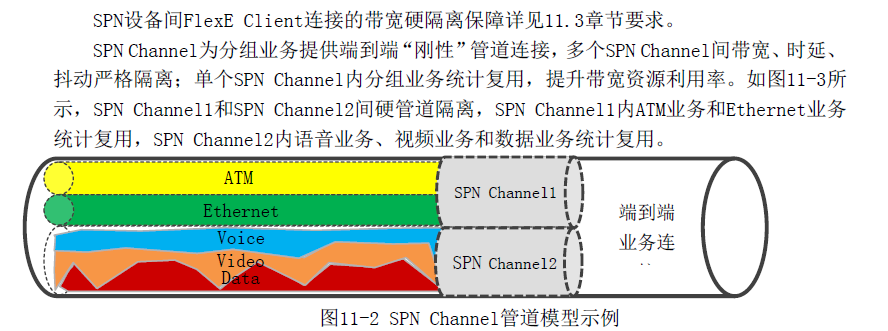 SPN设备间FlexE Client连接的带宽硬隔离保障详见11.3章节要求。
SPN Channel为分组业务提供端到端“刚性”管道连接，多个SPN Channel间带宽、时延、
抖动严格隔离；单个SPN Channel内分组业务统计复用，提升带宽资源利用率。如图11-3所
示，SPN Channel1和SPN Channel2间硬管道隔离，SPN Channel1内ATM业务和Ethernet业务
统计复用，SPN Channel2内语音业务、视频业务和数据业务统计复用。
ATM
Ethernet
Voice
Video
Data
SPN Channel1
SPN Channel2
端到端
业务连
图11-2 SPN Channel管道模型示例